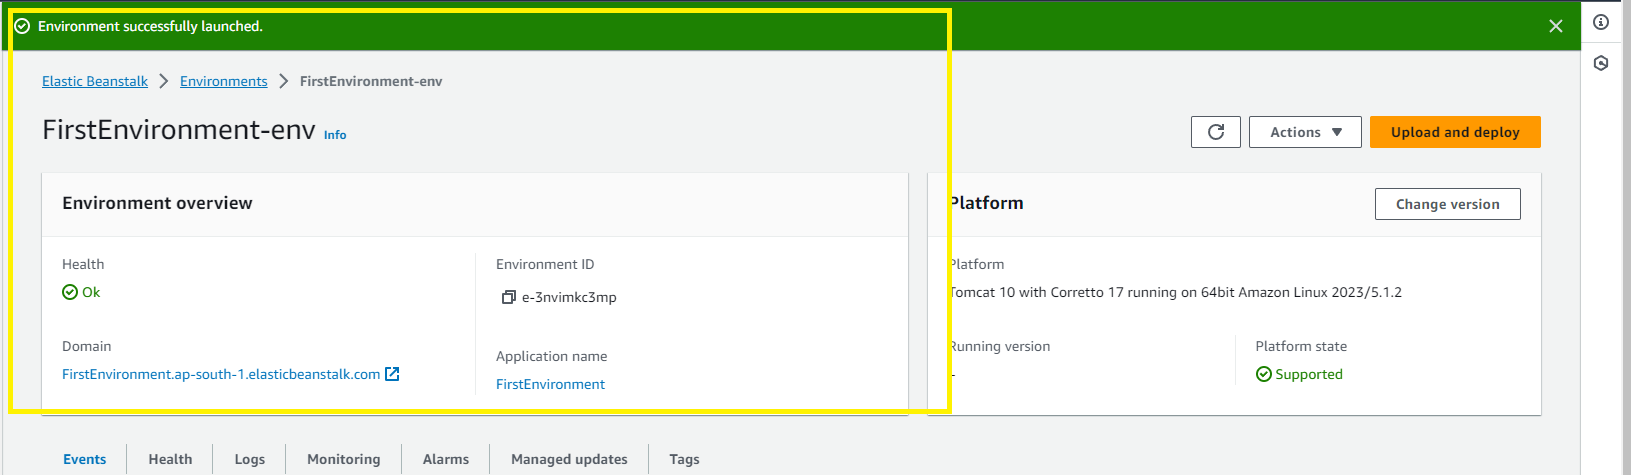 Environment successfully launched.
Elastic Beanstalk > Environments > FirstEnvironment-env
FirstEnvironment-env Info
Actions
Upload and deploy
Environment overview
Health
Ok
Domain
FirstEnvironment.ap-south-1.elasticbeanstalk.com
Environment ID
e-3nvimkc3mp
Application name
FirstEnvironment
Platform
Change version
Platform
Tomcat 10 with Corretto 17 running on 64bit Amazon Linux 2023/5.1.2
Running version
-
Platform state
Supported
Events Health Logs Monitoring Alarms Managed updates Tags